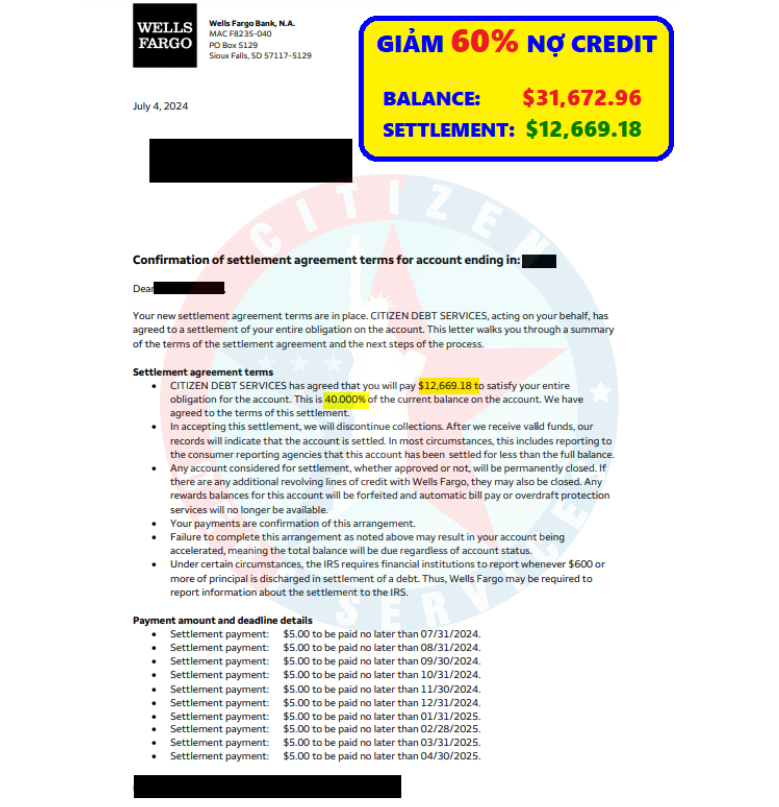 WELLS
FARGO
Wells Fargo Bank, N.A.
MAC F8235-040
PO Box 5129
Sioux Falls, SD 57117-5129
GIẢM 60% NỢ CREDIT
BALANCE: $31,672.96
SETTLEMENT: $12,669.18
July 4, 2024
CITIZEN
Confirmation of settlement agreement terms for account ending in:
Dear
Your new settlement agreement terms are in place. CITIZEN DEBT SERVICES, acting on your behalf, has
agreed to a settlement of your entire obligation on the account. This letter walks you through a summary
of the terms of the settlement agreement and the next steps of the process.
Settlement agreement terms
• CITIZEN DEBT SERVICES has agreed that you will pay $12,669.18 to satisfy your entire
obligation for the account. This is 40.000% of the current balance on the account. We have
agreed to the terms of this settlement.
• In accepting this settlement, we will discontinue collections. After we receive valid funds, our
records will indicate that the account is settled. In most circumstances, this includes reporting to
the consumer reporting agencies that this account has been settled for less than the full balance.
• Any account considered for settlement, whether approved or not, will be permanently closed. If
there are any additional revolving lines of credit with Wells Fargo, they may also be closed. Any
rewards balances for this account will be forfeited and automatic bill pay or overdraft protection
services will no longer be available.
• Your payments are confirmation of this arrangement.
• Failure to complete this arrangement as noted above may result in your account being
accelerated, meaning the total balance will be due regardless of account status.
• Under certain circumstances, the IRS requires financial institutions to report whenever $600 or
more of principal is discharged in settlement of a debt. Thus, Wells Fargo may be required to
report information about the settlement to the IRS.
SERVICE
Payment amount and deadline details
• Settlement payment: $5.00 to be paid no later than 07/31/2024.
• Settlement payment: $5.00 to be paid no later than 08/31/2024.
• Settlement payment: $5.00 to be paid no later than 09/30/2024.
• Settlement payment: $5.00 to be paid no later than 10/31/2024.
• Settlement payment: $5.00 to be paid no later than 11/30/2024.
• Settlement payment: $5.00 to be paid no later than 12/31/2024.
• Settlement payment: $5.00 to be paid no later than 01/31/2025.
• Settlement payment: $5.00 to be paid no later than 02/28/2025.
• Settlement payment: $5.00 to be paid no later than 03/31/2025.
• Settlement payment: $5.00 to be paid no later than 04/30/2025.